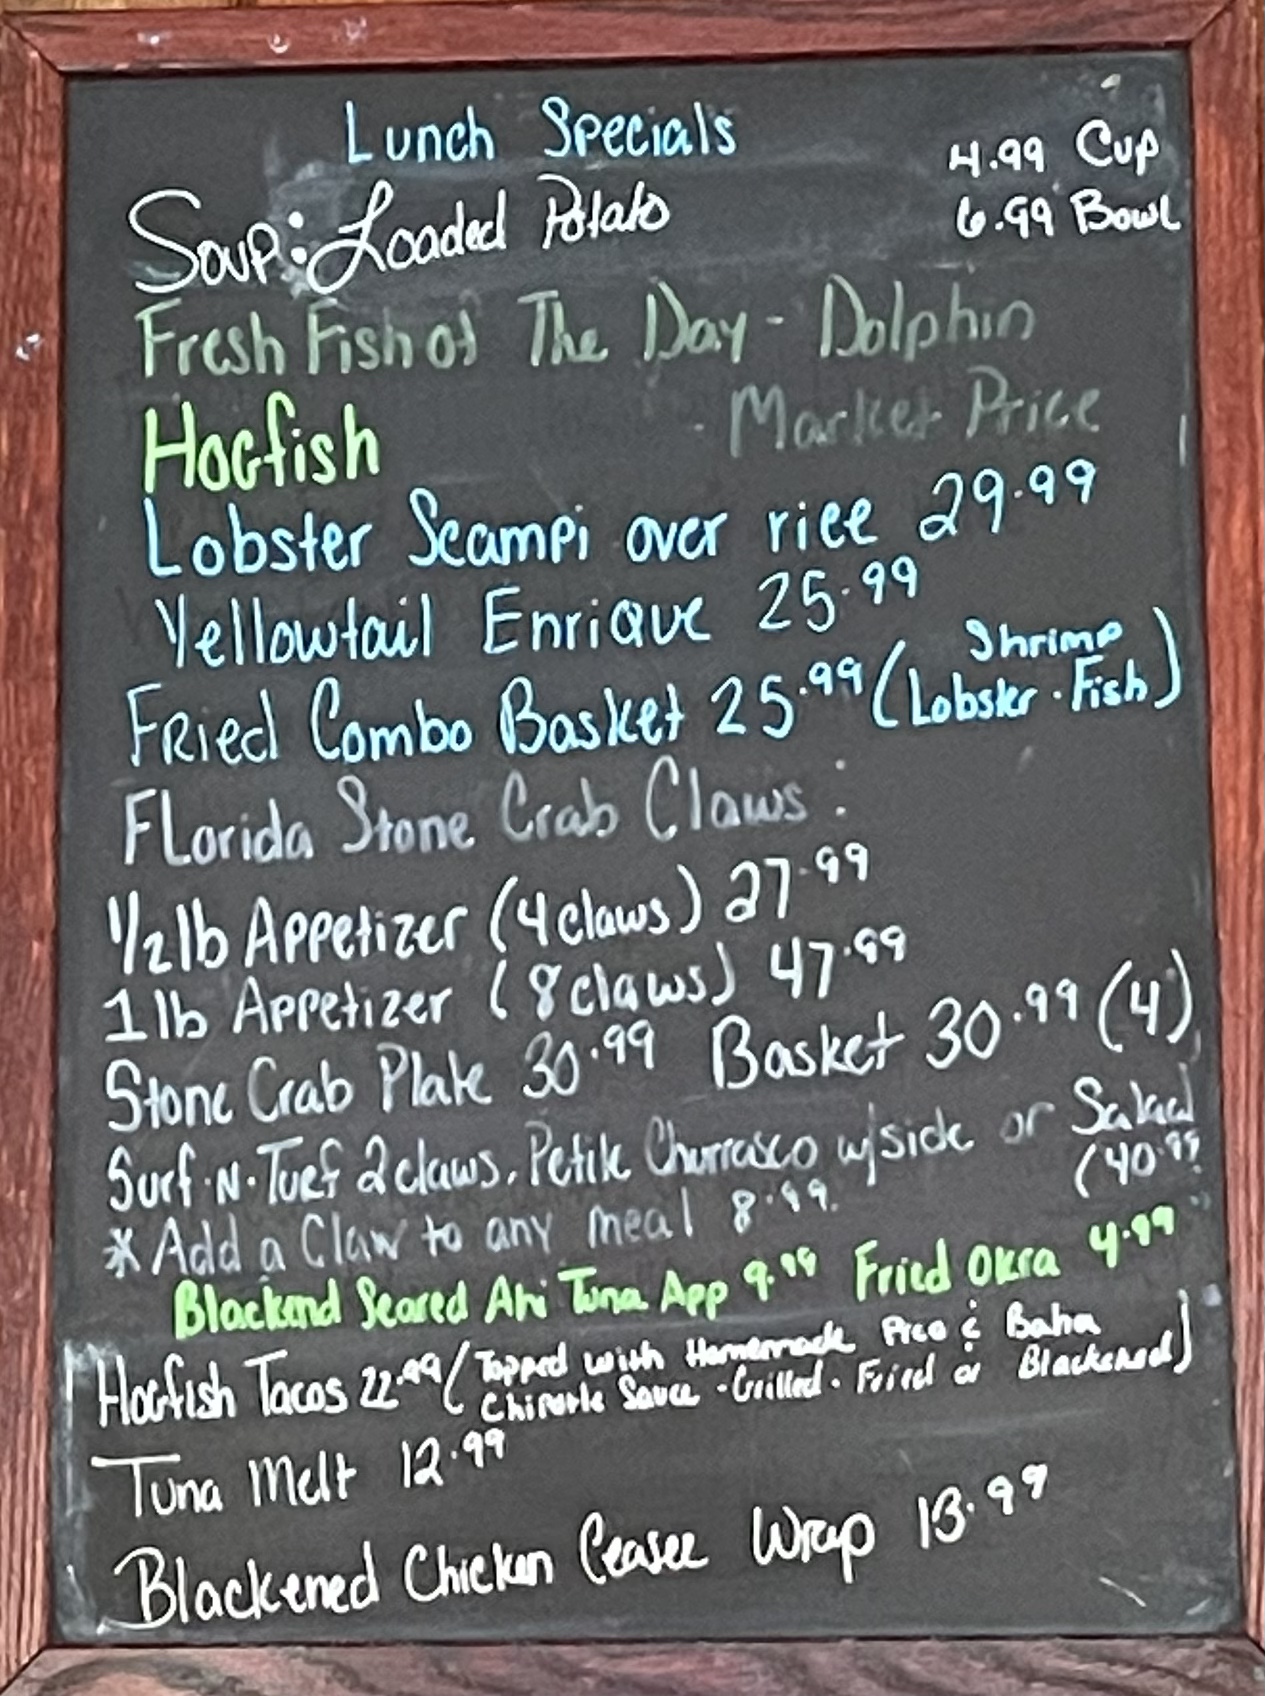 Lunch Specials
4.99 Cup
Soup: Loaded Potato 6.99 Bowl
Fresh Fish of The Day - Dolphin
Hogfish - Market Price
Lobster Scampi over rice 29.99
Yellowtail Enrique 25.99
Fried Combo Basket 25.99 (Shrimp
Lobster · Fish)
Florida Stone Crab Claws:
1/2 lb Appetizer (4 claws) 27.99
1 lb Appetizer (8 claws) 47.99
Stone Crab Plate 30.99 Basket 30.99 (4)
Surf · N · Turf 2 claws, Petite Churrasco w/side or Salad
(40.99
* Add a Claw to any meal 8.99.
Blackend Seared Ahi Tuna App 9.99 Fried Okra 4.99
Hogfish Tacos 22.99 (Topped with Homemade Pico & Baha
Chipotle Sauce · Grilled · Fried or Blackened)
Tuna Melt 12.99
Blackened Chicken Ceasee Wrap 13.99